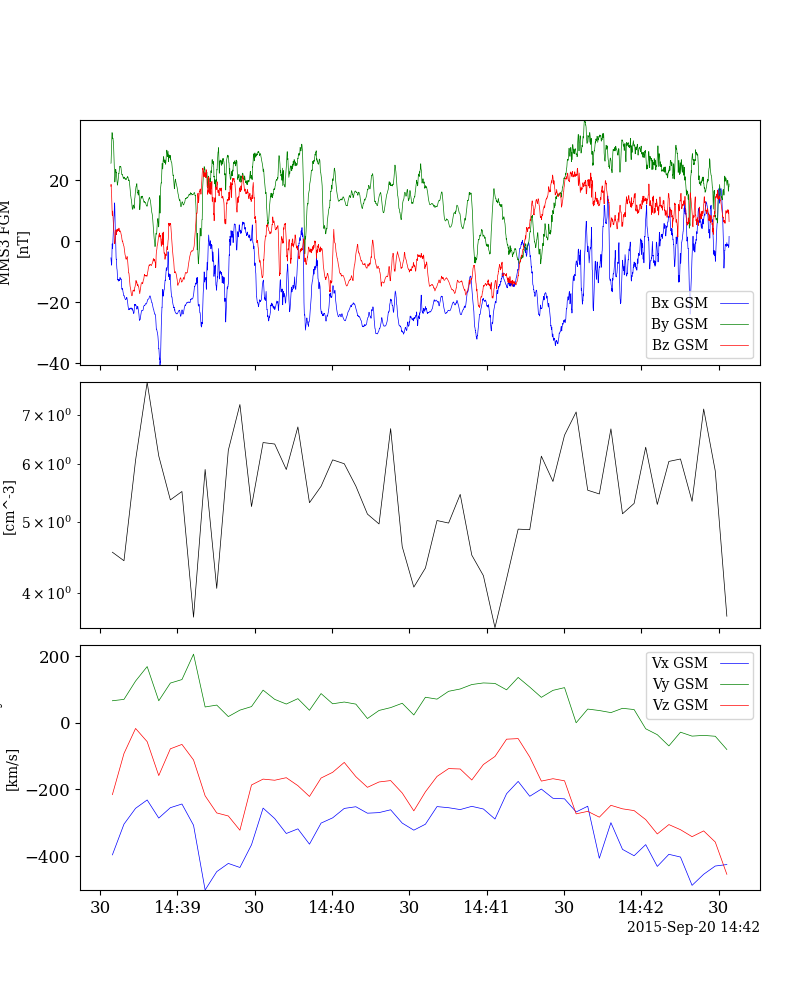 MMS3 FGM
[nT]
20
0
−20
−40
Bx GSM
By GSM
Bz GSM
[cm^-3]
7 × 10⁰
6 × 10⁰
5 × 10⁰
4 × 10⁰
[km/s]
200
0
−200
−400
Vx GSM
Vy GSM
Vz GSM
30 14:39 30 14:40 30 14:41 30 14:42 30
2015-Sep-20 14:42